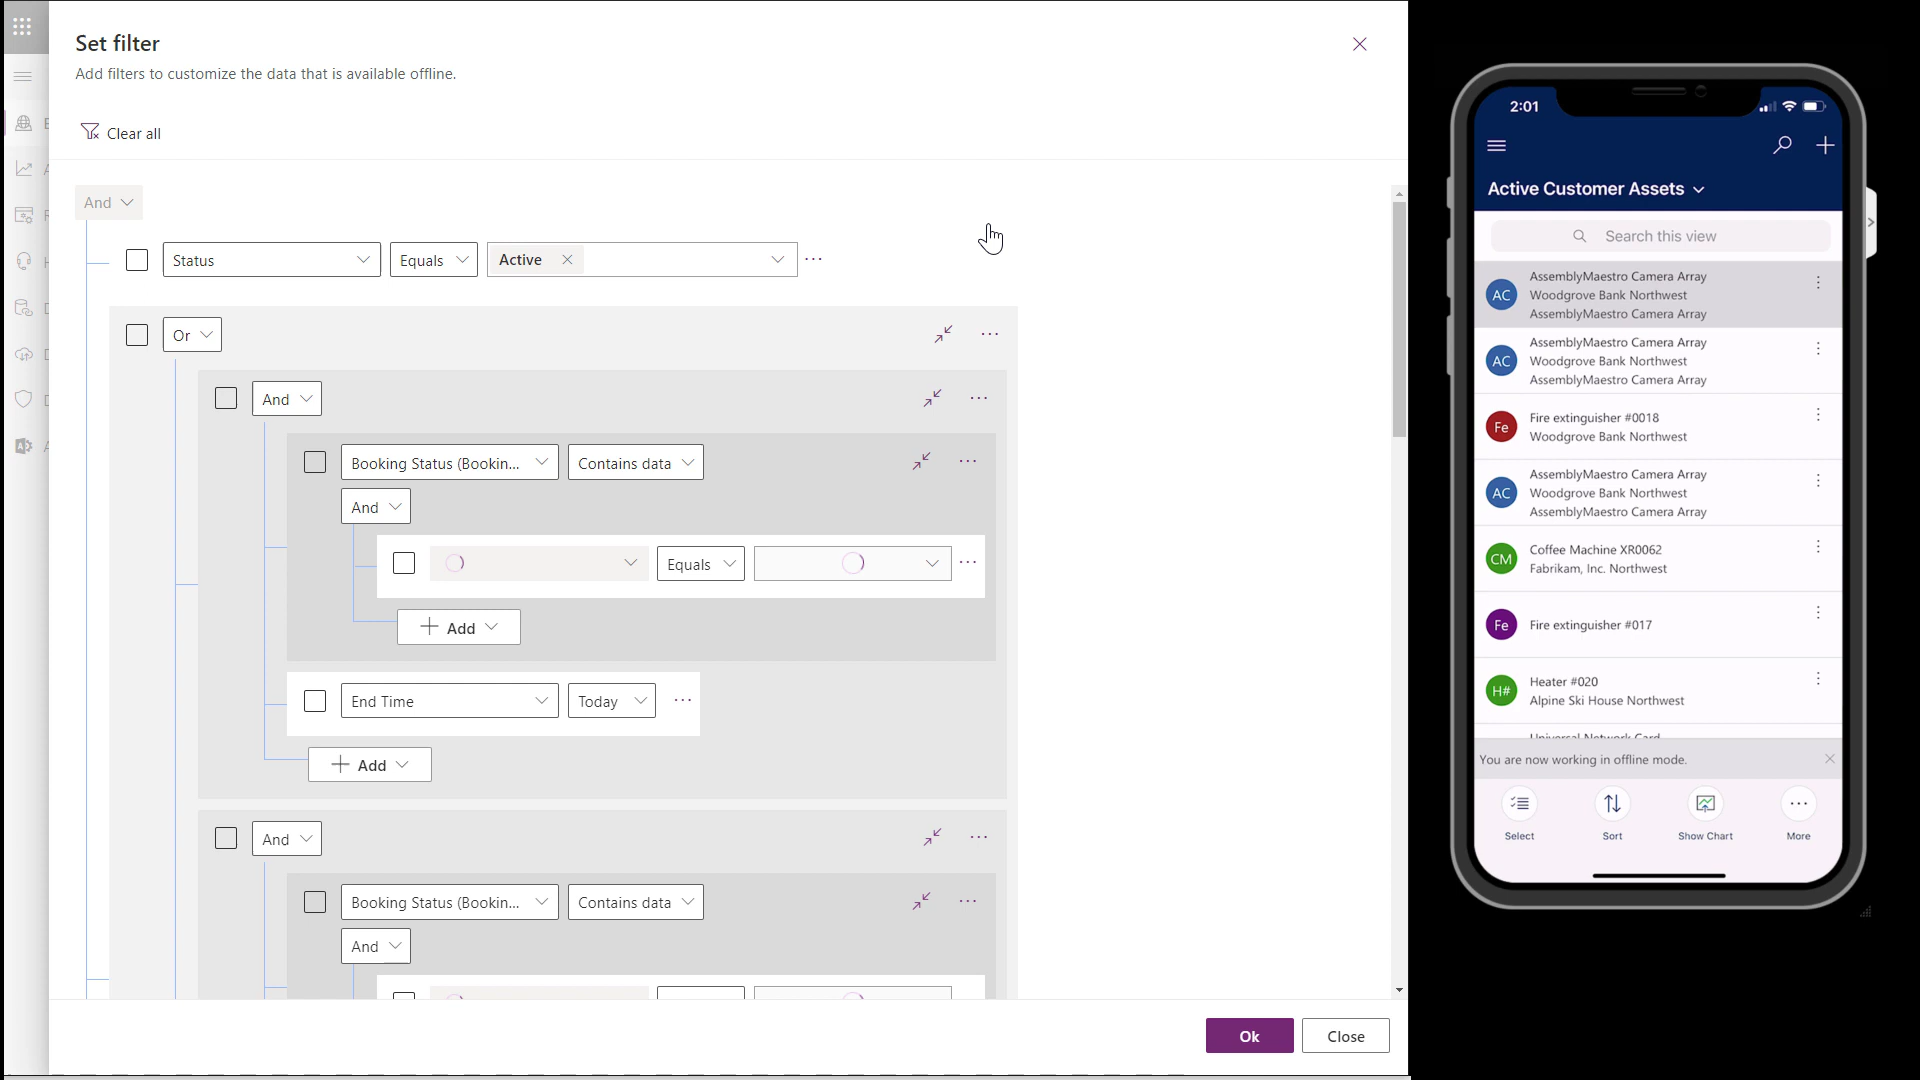 Set filter
Add filters to customize the data that is available offline.
Clear all
And
Status Equals Active
Or
And
Booking Status (Bookin... Contains data
And
Equals
Add
End Time Today
Add
And
Booking Status (Bookin... Contains data
And
Ok Close
2:01
Active Customer Assets
Search this view
AC
AssemblyMaestro Camera Array
Woodgrove Bank Northwest
AssemblyMaestro Camera Array
AC
AssemblyMaestro Camera Array
Woodgrove Bank Northwest
AssemblyMaestro Camera Array
Fe
Fire extinguisher #0018
Woodgrove Bank Northwest
AC
AssemblyMaestro Camera Array
Woodgrove Bank Northwest
AssemblyMaestro Camera Array
CM
Coffee Machine XR0062
Fabrikam, Inc. Northwest
Fe
Fire extinguisher #017
H#
Heater #020
Alpine Ski House Northwest
Universal Network Card
You are now working in offline mode.
Select Sort Show Chart More